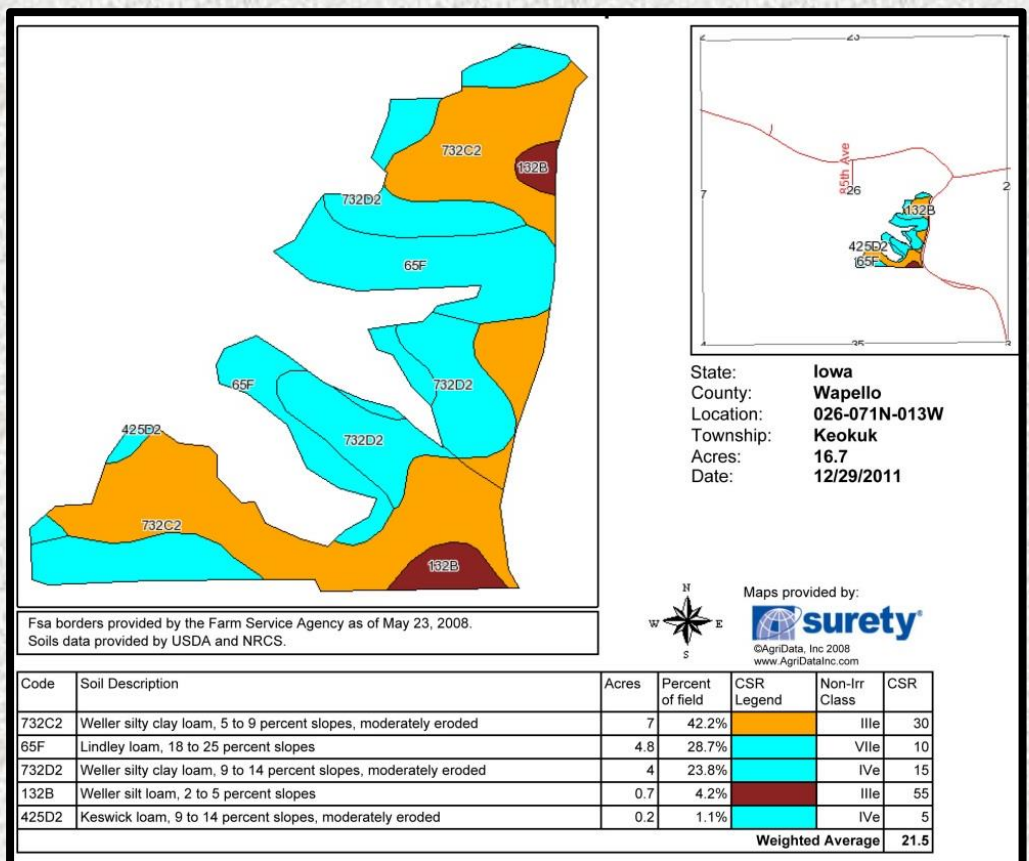 732C2
132B
732D2
65F
65F
732D2
732D2
425D2
732C2
132B
85th Ave
26
2
7
132B
425D2
65F
State: Iowa
County: Wapello
Location: 026-071N-013W
Township: Keokuk
Acres: 16.7
Date: 12/29/2011
Fsa borders provided by the Farm Service Agency as of May 23, 2008.
Soils data provided by USDA and NRCS.
N
W E
S
Maps provided by:
surety®
©AgriData, Inc 2008
www.AgriDataInc.com
Code Soil Description Acres Percent of field CSR Legend Non-Irr Class CSR
732C2 Weller silty clay loam, 5 to 9 percent slopes, moderately eroded 7 42.2% IIIe 30
65F Lindley loam, 18 to 25 percent slopes 4.8 28.7% VIIe 10
732D2 Weller silty clay loam, 9 to 14 percent slopes, moderately eroded 4 23.8% IVe 15
132B Weller silt loam, 2 to 5 percent slopes 0.7 4.2% IIIe 55
425D2 Keswick loam, 9 to 14 percent slopes, moderately eroded 0.2 1.1% IVe 5
Weighted Average 21.5